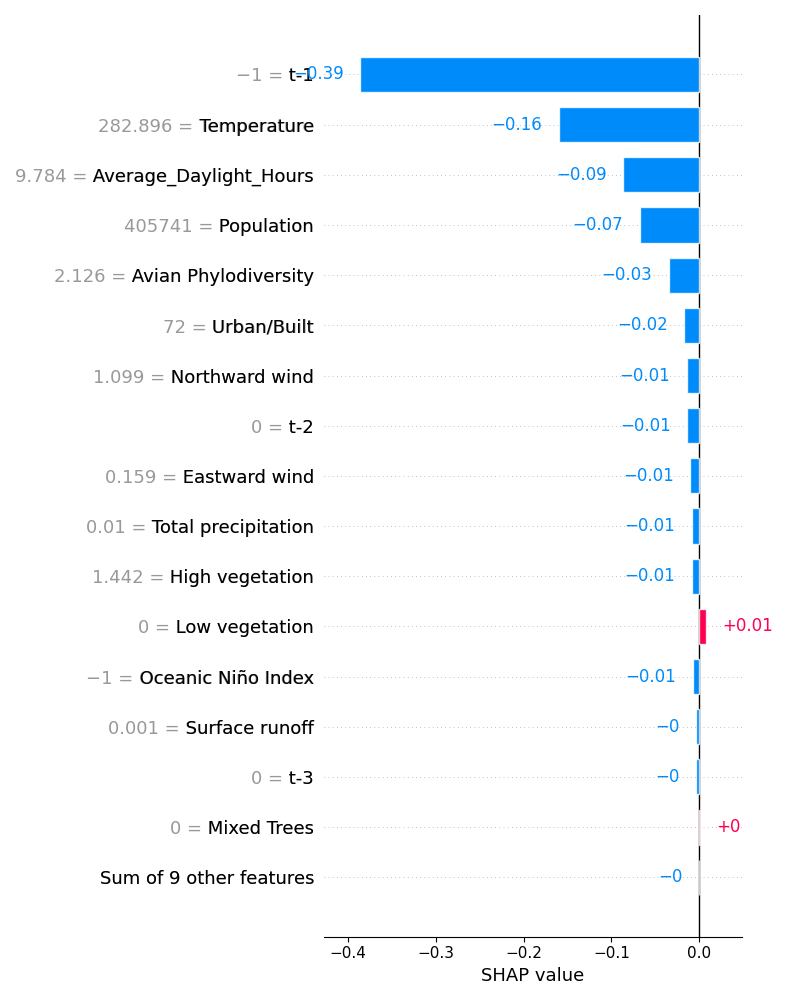 −1 = t-1 −0.39
282.896 = Temperature −0.16
9.784 = Average_Daylight_Hours −0.09
405741 = Population −0.07
2.126 = Avian Phylodiversity −0.03
72 = Urban/Built −0.02
1.099 = Northward wind −0.01
0 = t-2 −0.01
0.159 = Eastward wind −0.01
0.01 = Total precipitation −0.01
1.442 = High vegetation −0.01
0 = Low vegetation +0.01
−1 = Oceanic Niño Index −0.01
0.001 = Surface runoff −0
0 = t-3 −0
0 = Mixed Trees +0
Sum of 9 other features −0
−0.4 −0.3 −0.2 −0.1 0.0
SHAP value